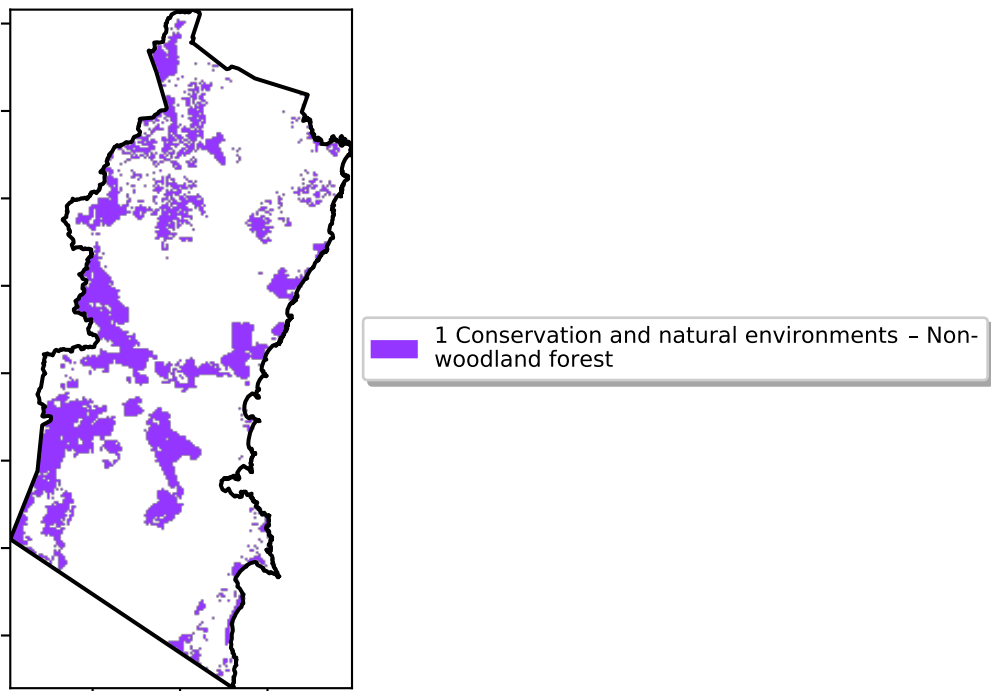 1 Conservation and natural environments – Non-
woodland forest